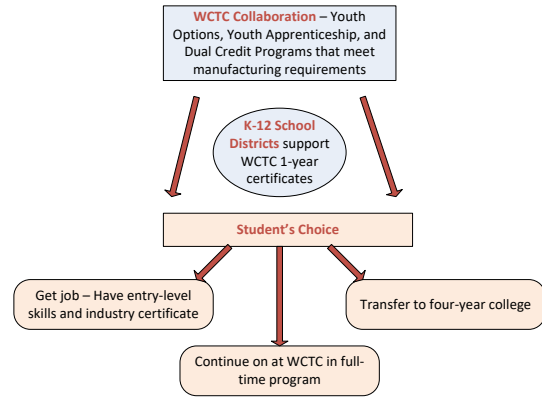 WCTC Collaboration – Youth
Options, Youth Apprenticeship, and
Dual Credit Programs that meet
manufacturing requirements
K-12 School
Districts support
WCTC 1-year
certificates
Student's Choice
Get job – Have entry-level
skills and industry certificate
Transfer to four-year college
Continue on at WCTC in full-
time program